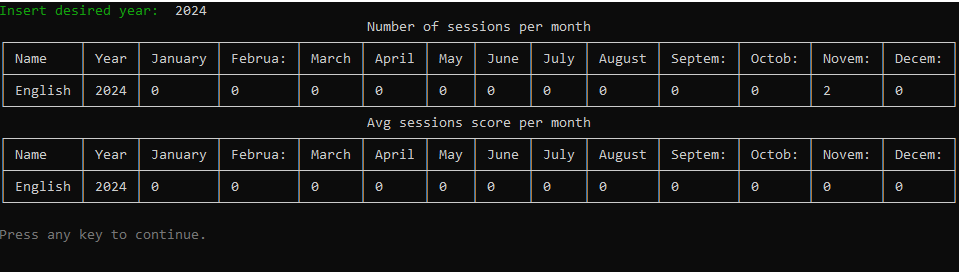 Insert desired year: 2024
Number of sessions per month
Name Year January Februa: March April May June July August Septem: Octob: Novem: Decem:
English 2024 0 0 0 0 0 0 0 0 0 0 2 0
Avg sessions score per month
Name Year January Februa: March April May June July August Septem: Octob: Novem: Decem:
English 2024 0 0 0 0 0 0 0 0 0 0 0 0
Press any key to continue.